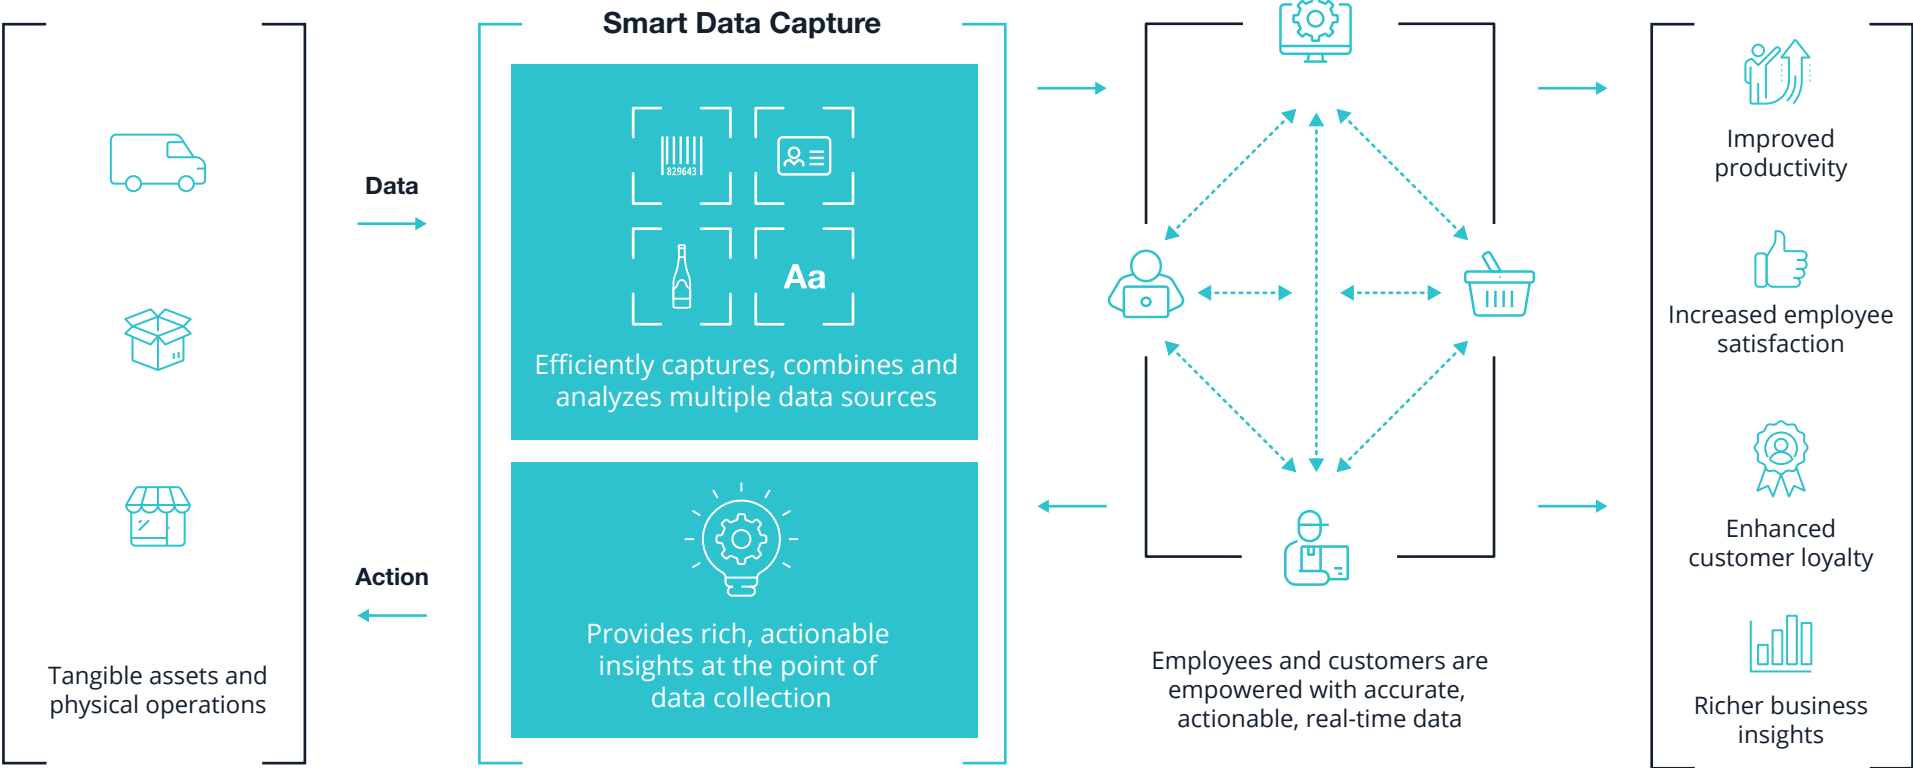 Smart Data Capture
Data
Action
Tangible assets and
physical operations
829643
Aa
Efficiently captures, combines and
analyzes multiple data sources
Provides rich, actionable
insights at the point of
data collection
Employees and customers are
empowered with accurate,
actionable, real-time data
Improved
productivity
Increased employee
satisfaction
Enhanced
customer loyalty
Richer business
insights